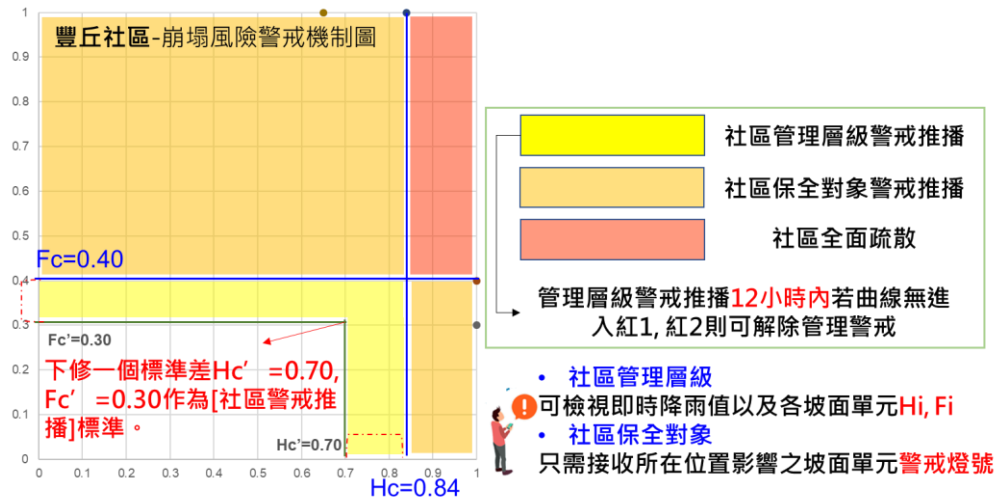 豐丘社區-崩塌風險警戒機制圖
1
0.9
0.8
0.7
0.6
0.5
0.4
0.3
0.2
0.1
0
Fc=0.40
Fc’=0.30
下修一個標準差Hc’=0.70,
Fc’=0.30作為[社區警戒推
播]標準。
Hc’=0.70
0 0.1 0.2 0.3 0.4 0.5 0.6 0.7 0.8 0.9 1
Hc=0.84
社區管理層級警戒推播
社區保全對象警戒推播
社區全面疏散
管理層級警戒推播12小時內若曲線無進
入紅1, 紅2則可解除管理警戒
• 社區管理層級
可檢視即時降雨值以及各坡面單元Hi, Fi
• 社區保全對象
只需接收所在位置影響之坡面單元警戒燈號